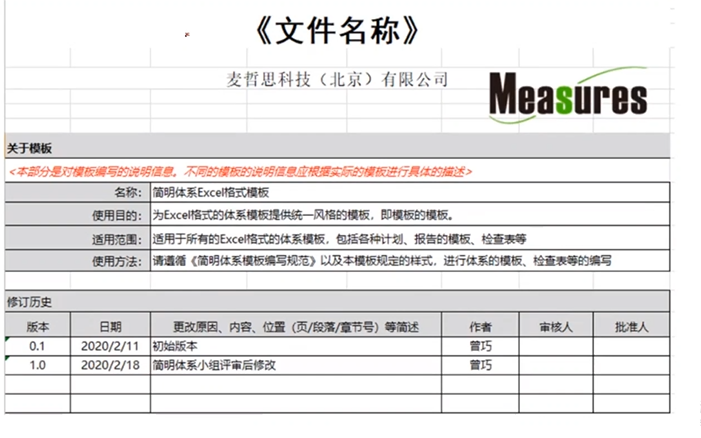 《文件名称》
麦哲思科技（北京）有限公司
Measures
关于模板
<本部分是对模板编写的说明信息。不同的模板的说明信息应根据实际的模板进行具体的描述>
名称： 简明体系Excel格式模板
使用目的： 为Excel格式的体系模板提供统一风格的模板，即模板的模板。
适用范围： 适用于所有的Excel格式的体系模板，包括各种计划、报告的模板、检查表等
使用方法： 请遵循《简明体系模板编写规范》以及本模板规定的样式，进行体系的模板、检查表等的编写
修订历史
版本 日期 更改原因、内容、位置（页/段落/章节号）等简述 作者 审核人 批准人
0.1 2020/2/11 初始版本 曾巧
1.0 2020/2/18 简明体系小组评审后修改 曾巧